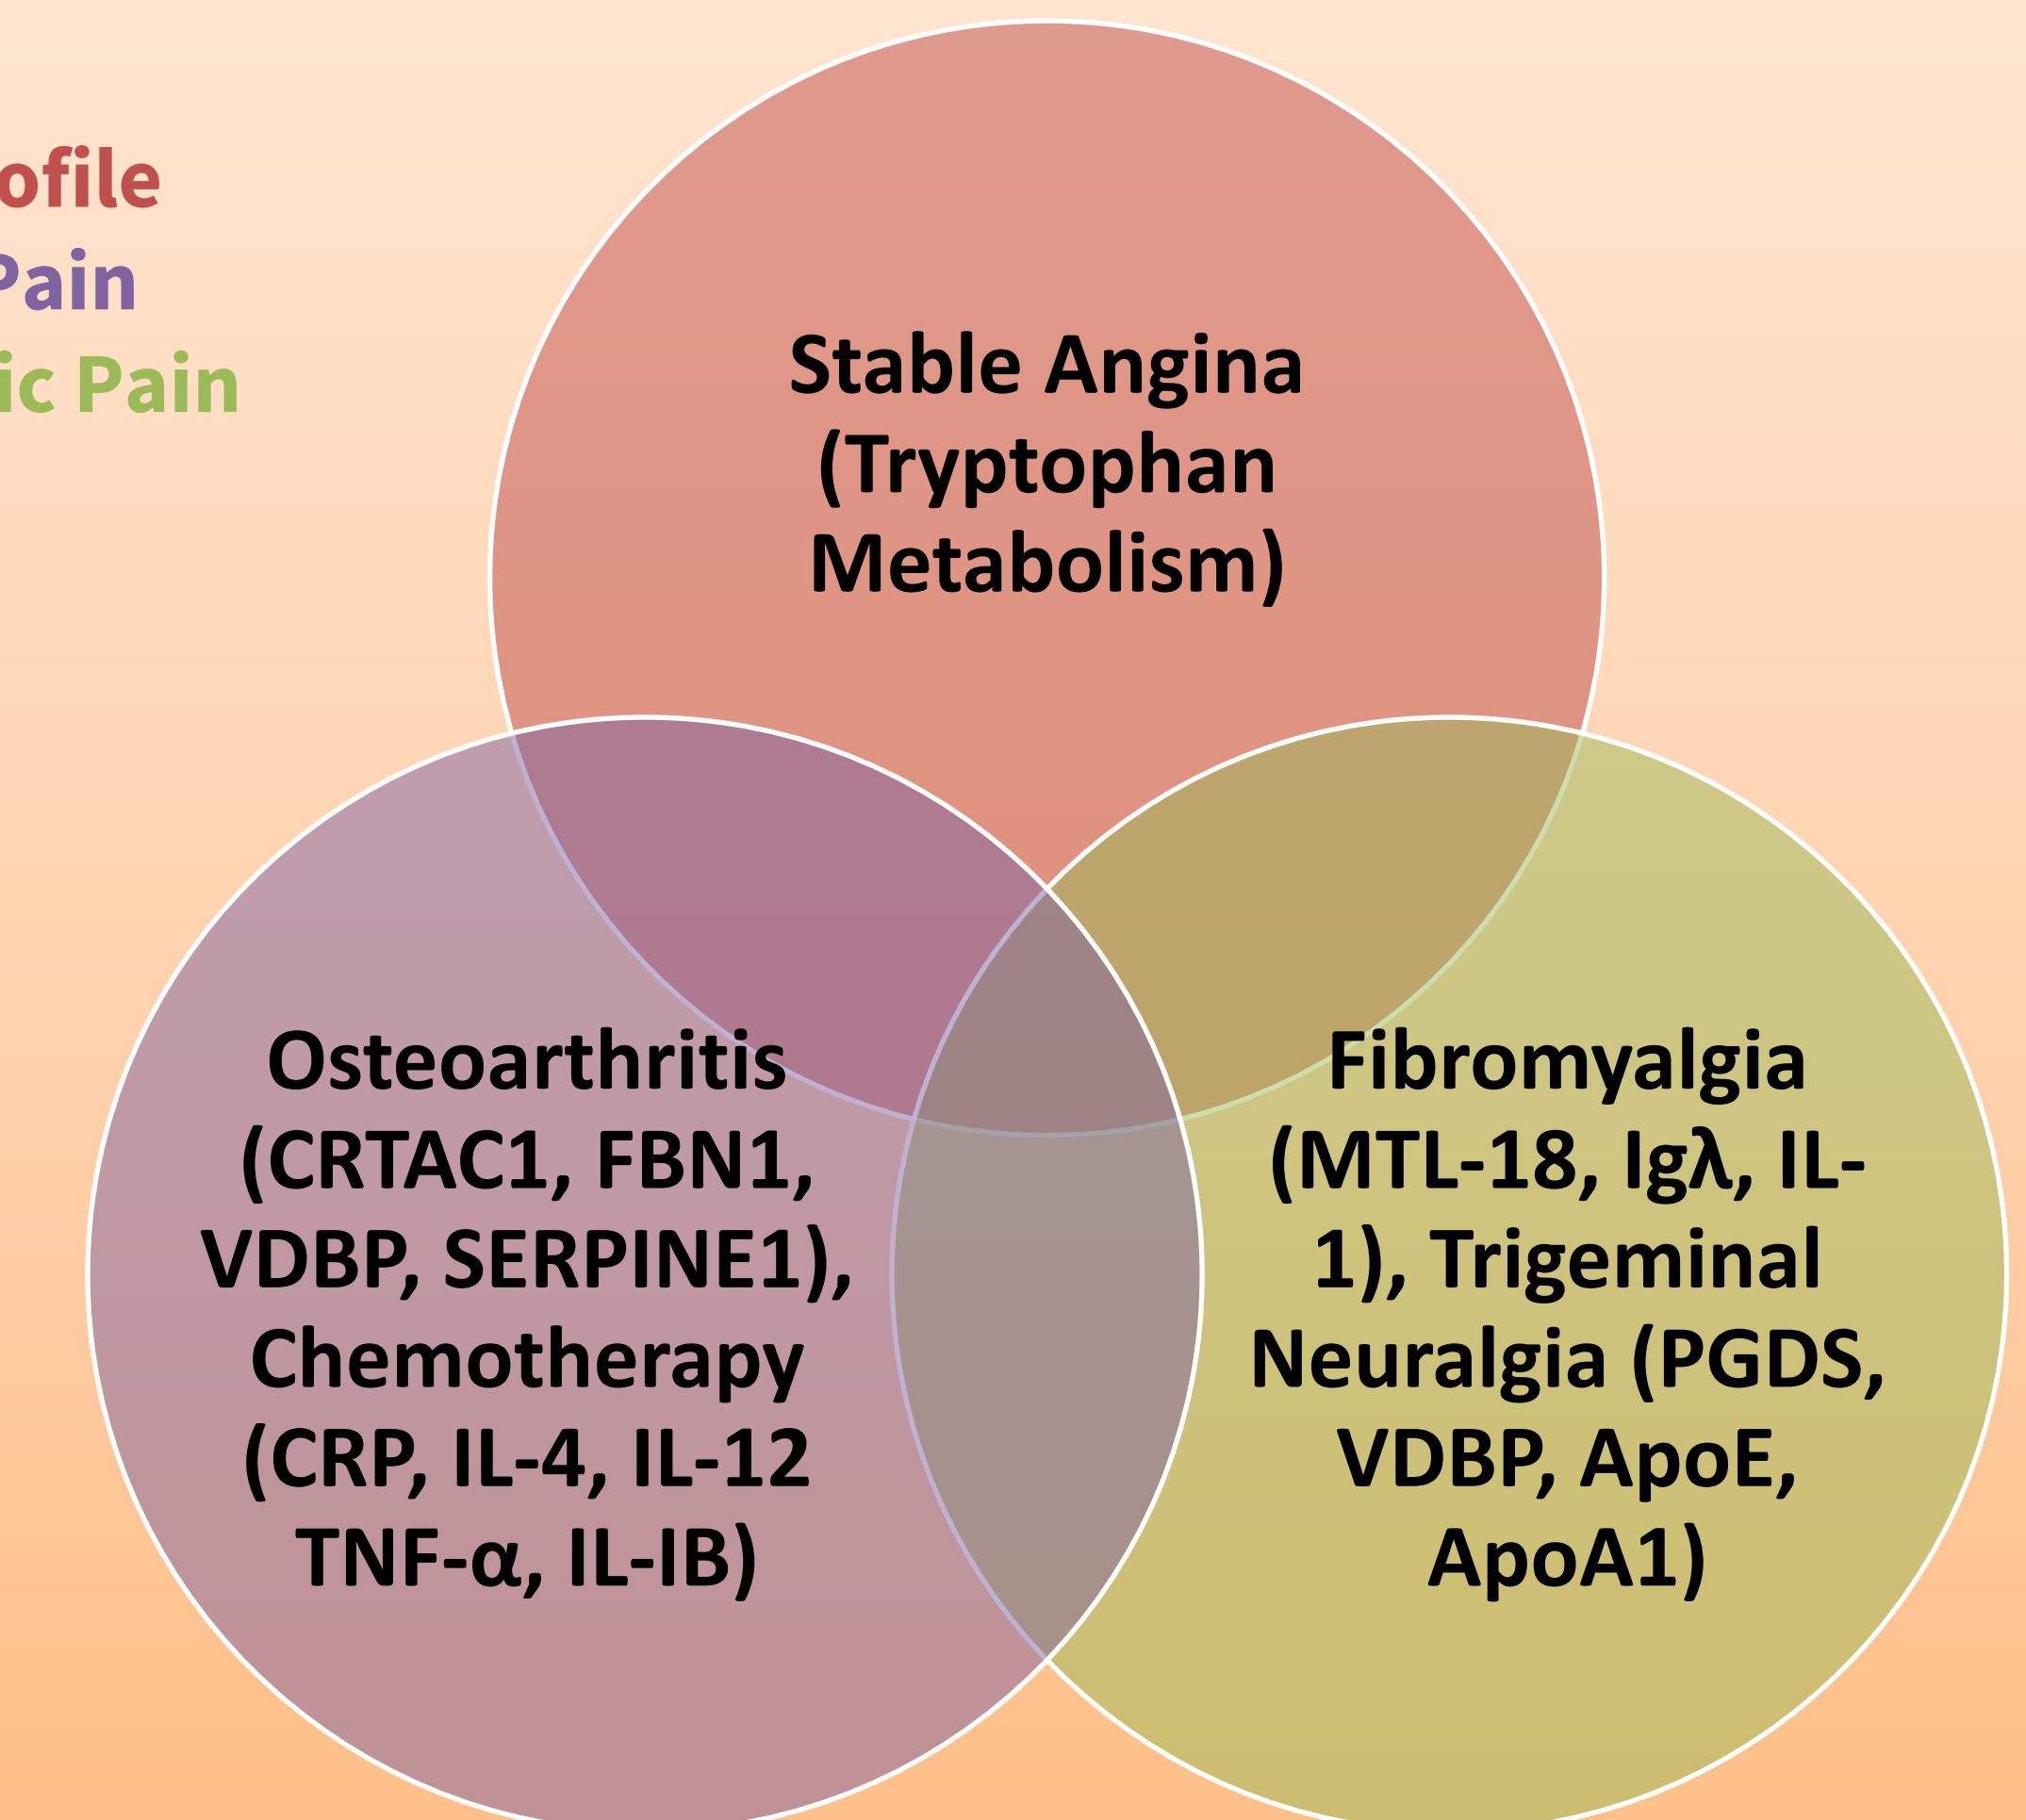 ofile
Pain
ic Pain
Stable Angina
(Tryptophan
Metabolism)
Osteoarthritis
(CRTAC1, FBN1,
VDBP, SERPINE1),
Chemotherapy
(CRP, IL-4, IL-12
TNF-α, IL-IB)
Fibromyalgia
(MTL-18, Igλ, IL-
1), Trigeminal
Neuralgia (PGDS,
VDBP, ApoE,
ApoA1)